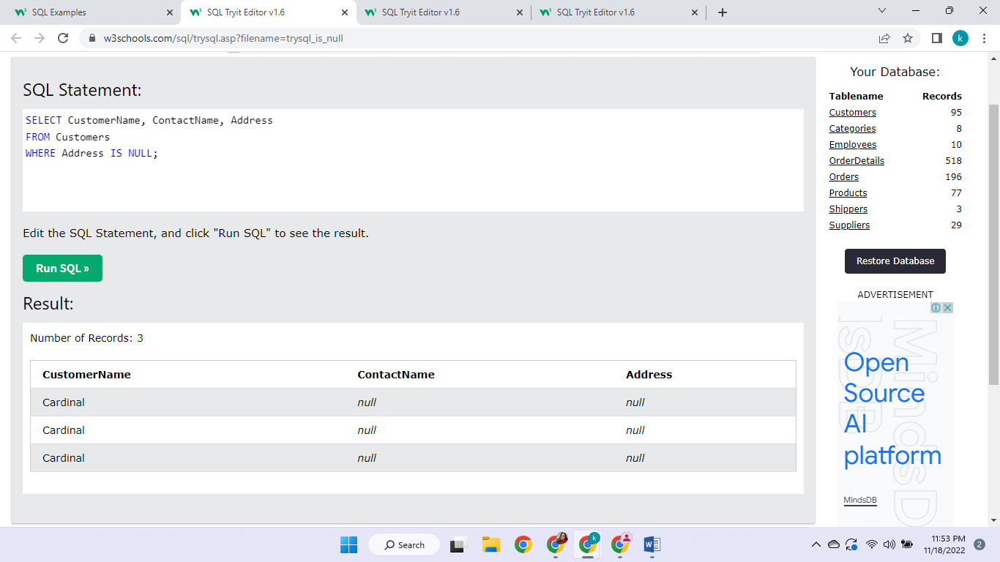 SQL Examples
SQL Tryit Editor v1.6
SQL Tryit Editor v1.6
SQL Tryit Editor v1.6
w3schools.com/sql/trysql.asp?filename=trysql_is_null
k
SQL Statement:
SELECT CustomerName, ContactName, Address
FROM Customers
WHERE Address IS NULL;
Edit the SQL Statement, and click "Run SQL" to see the result.
Run SQL »
Result:
Number of Records: 3
CustomerName ContactName Address
Cardinal null null
Cardinal null null
Cardinal null null
Your Database:
Tablename Records
Customers 95
Categories 8
Employees 10
OrderDetails 518
Orders 196
Products 77
Shippers 3
Suppliers 29
Restore Database
ADVERTISEMENT
MindsDB
Open
Source
AI
platform
MindsDB
Search
k
11:53 PM
11/18/2022
2